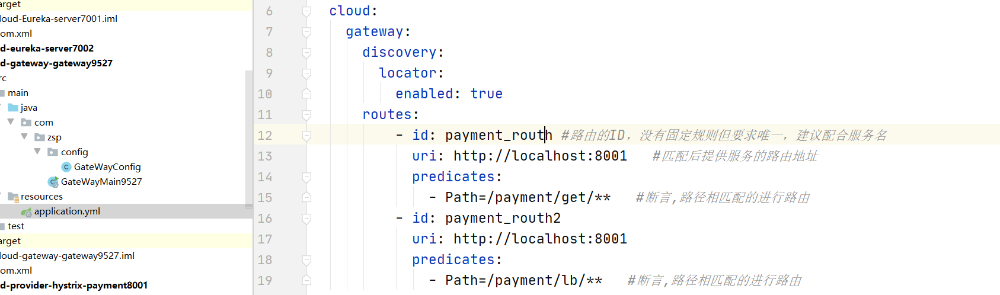 arget
loud-Eureka-server7001.iml
om.xml
d-eureka-server7002
d-gateway-gateway9527
rc
main
java
com
zsp
config
GateWayConfig
GateWayMain9527
resources
application.yml
test
arget
loud-gateway-gateway9527.iml
om.xml
d-provider-hystrix-payment8001
6 cloud:
7 gateway:
8 discovery:
9 locator:
10 enabled: true
11 routes:
12 - id: payment_routh #路由的ID，没有固定规则但要求唯一，建议配合服务名
13 uri: http://localhost:8001 #匹配后提供服务的路由地址
14 predicates:
15 - Path=/payment/get/** #断言,路径相匹配的进行路由
16 - id: payment_routh2
17 uri: http://localhost:8001
18 predicates:
19 - Path=/payment/lb/** #断言,路径相匹配的进行路由